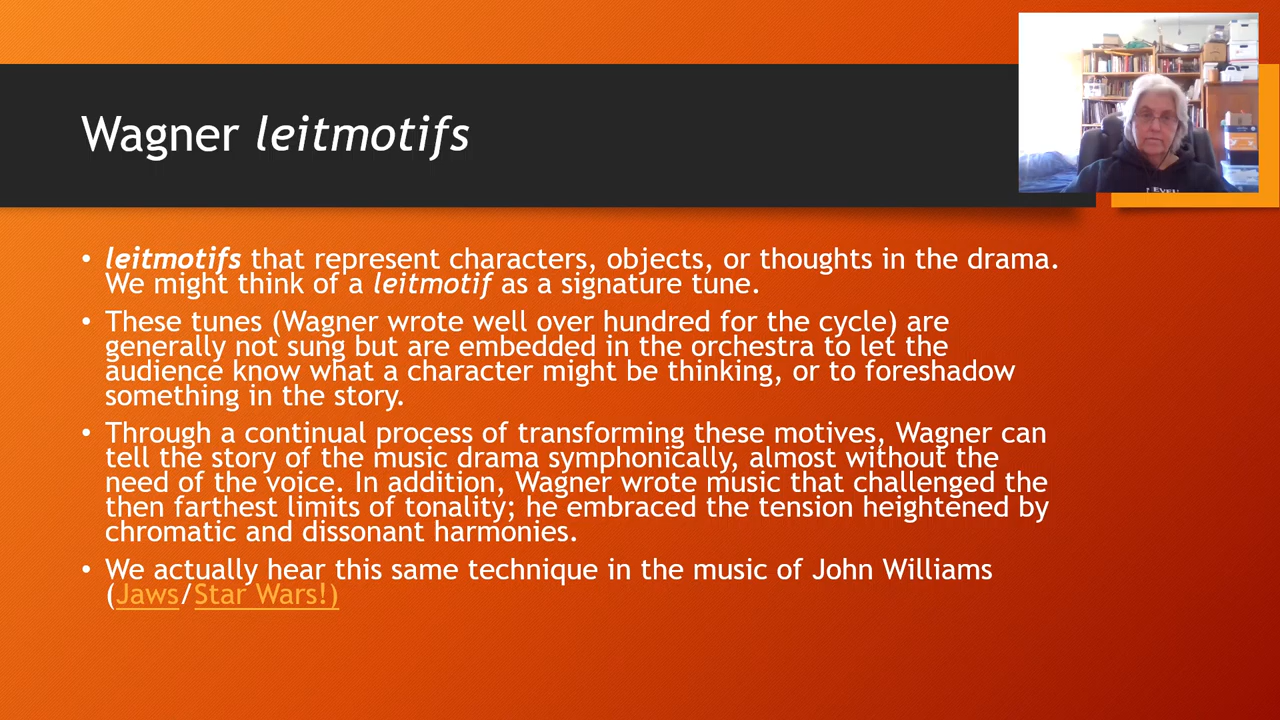 Wagner leitmotifs
• leitmotifs that represent characters, objects, or thoughts in the drama.
We might think of a leitmotif as a signature tune.
• These tunes (Wagner wrote well over hundred for the cycle) are
generally not sung but are embedded in the orchestra to let the
audience know what a character might be thinking, or to foreshadow
something in the story.
• Through a continual process of transforming these motives, Wagner can
tell the story of the music drama symphonically, almost without the
need of the voice. In addition, Wagner wrote music that challenged the
then farthest limits of tonality; he embraced the tension heightened by
chromatic and dissonant harmonies.
• We actually hear this same technique in the music of John Williams
(Jaws/Star Wars!)